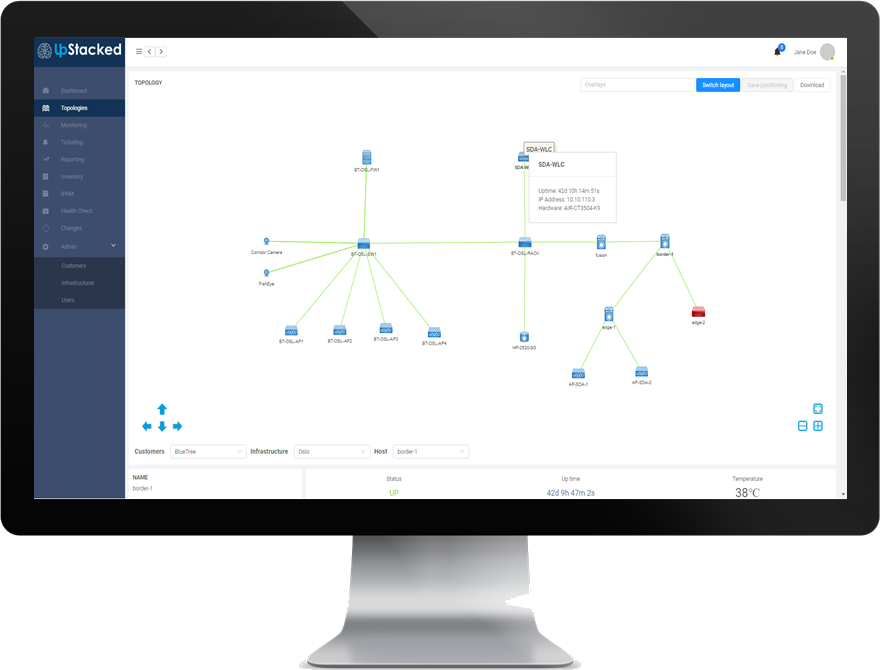 UpStacked
0
Jane Doe
Dashboard
Topologies
Monitoring
Ticketing
Reporting
Inventory
IPAM
Health Check
Changes
Admin
Customers
Infrastructures
Users
TOPOLOGY
Overlays
Switch layout
Save positioning
Download
SDA-WLC
BT-OSL-FW1
SDA-W
SDA-WLC
Uptime: 42d 10h 14m 51s
IP Address: 10.10.110.3
Hardware: AIR-CT3504-K9
Corridor Camera
BT-OSL-SW1
BT-OSL-RACK
fusion
border-1
FishEye
edge-1
edge-2
BT-OSL-AP1
BT-OSL-AP2
BT-OSL-AP3
BT-OSL-AP4
HP-2530-8G
AP-SDA-1
AP-SDA-2
Customers
BlueTree
Infrastructure
Oslo
Host
border-1
NAME
Status
Up time
Temperature
border-1
UP
42d 9h 47m 2s
38°C